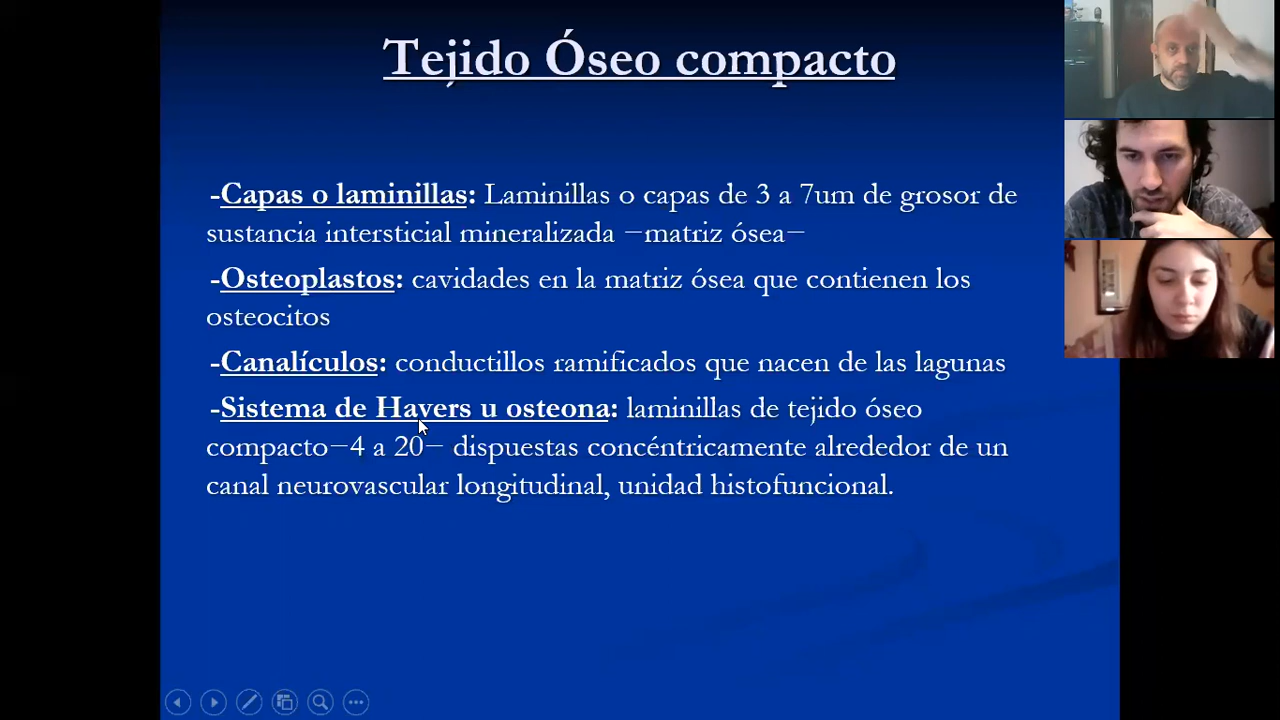 Tejido Óseo compacto
-Capas o laminillas: Laminillas o capas de 3 a 7um de grosor de
sustancia intersticial mineralizada −matriz ósea−
-Osteoplastos: cavidades en la matriz ósea que contienen los
osteocitos
-Canalículos: conductillos ramificados que nacen de las lagunas
-Sistema de Havers u osteona: laminillas de tejido óseo
compacto−4 a 20− dispuestas concéntricamente alrededor de un
canal neurovascular longitudinal, unidad histofuncional.